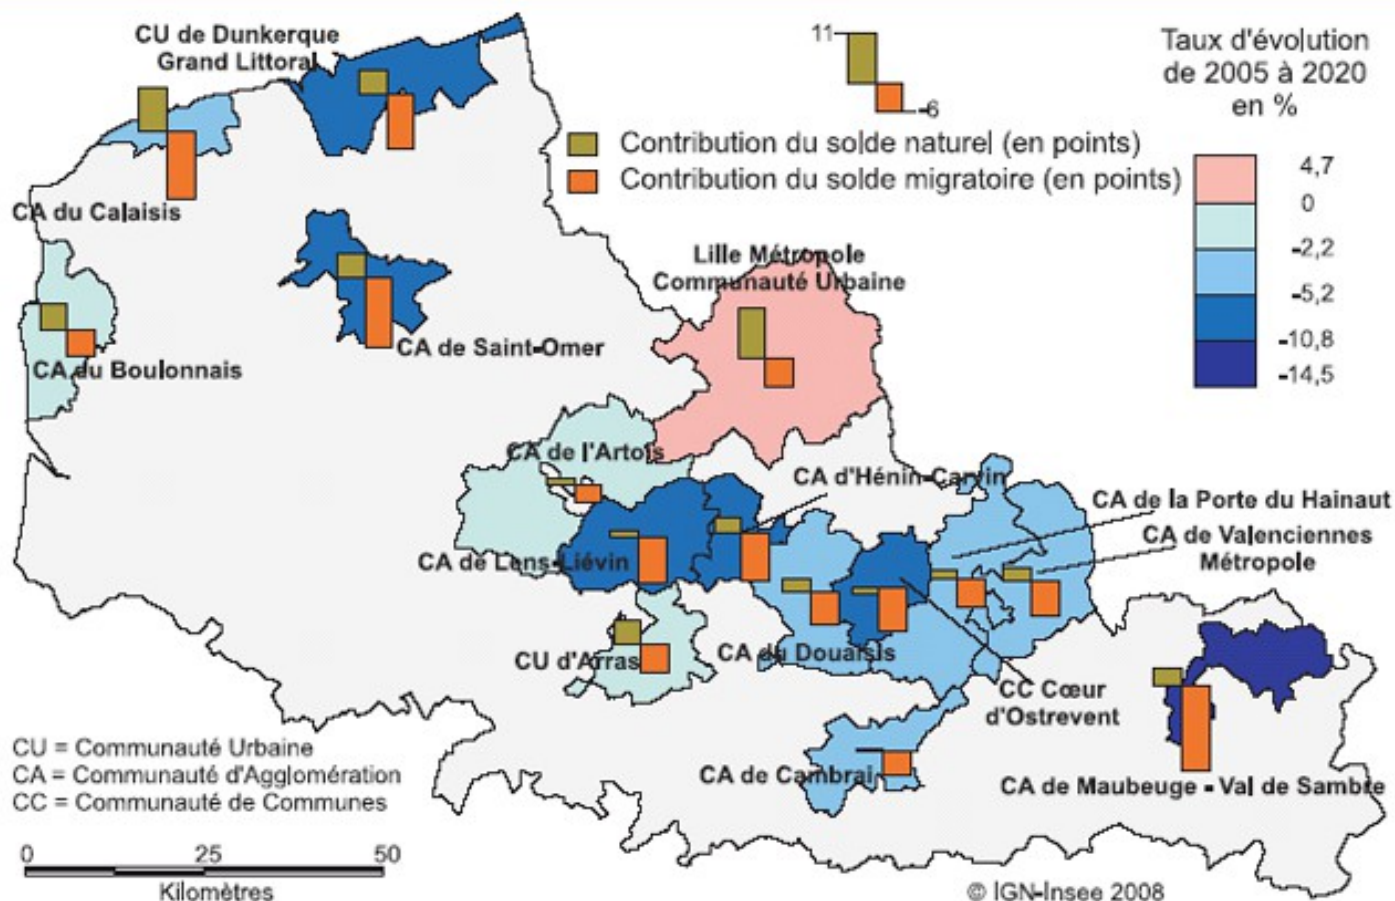 CU de Dunkerque
Grand Littoral
11
-6
Taux d'évolution
de 2005 à 2020
en %
Contribution du solde naturel (en points)
Contribution du solde migratoire (en points)
4,7
0
-2,2
-5,2
-10,8
-14,5
CA du Calaisis
Lille Métropole
Communauté Urbaine
CA de Saint-Omer
CA du Boulonnais
CA de l'Artois
CA d'Hénin-Carvin
CA de la Porte du Hainaut
CA de Valenciennes
Métropole
CA de Lens-Liévin
CU d'Arras
CA du Douaisis
CC Cœur
d'Ostrevent
CA de Cambrai
CA de Maubeuge - Val de Sambre
CU = Communauté Urbaine
CA = Communauté d'Agglomération
CC = Communauté de Communes
0 25 50
Kilomètres
© IGN-Insee 2008